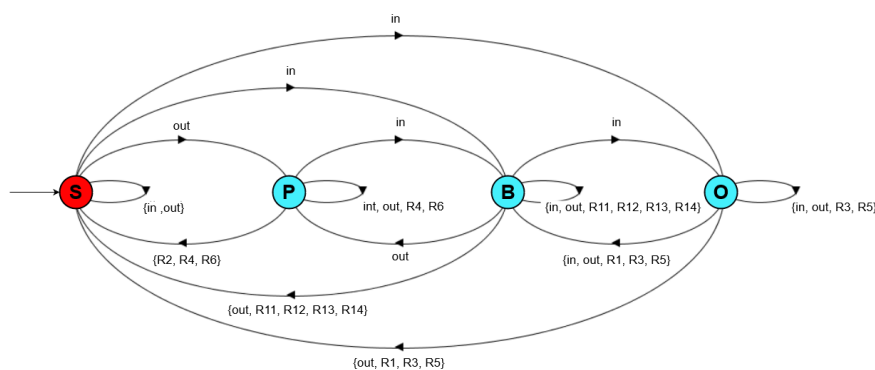 in
in
out
in
in
S
P
B
O
{in ,out}
int, out, R4, R6
{in, out, R11, R12, R13, R14}
{in, out, R3, R5}
{R2, R4, R6}
out
{in, out, R1, R3, R5}
{out, R11, R12, R13, R14}
{out, R1, R3, R5}